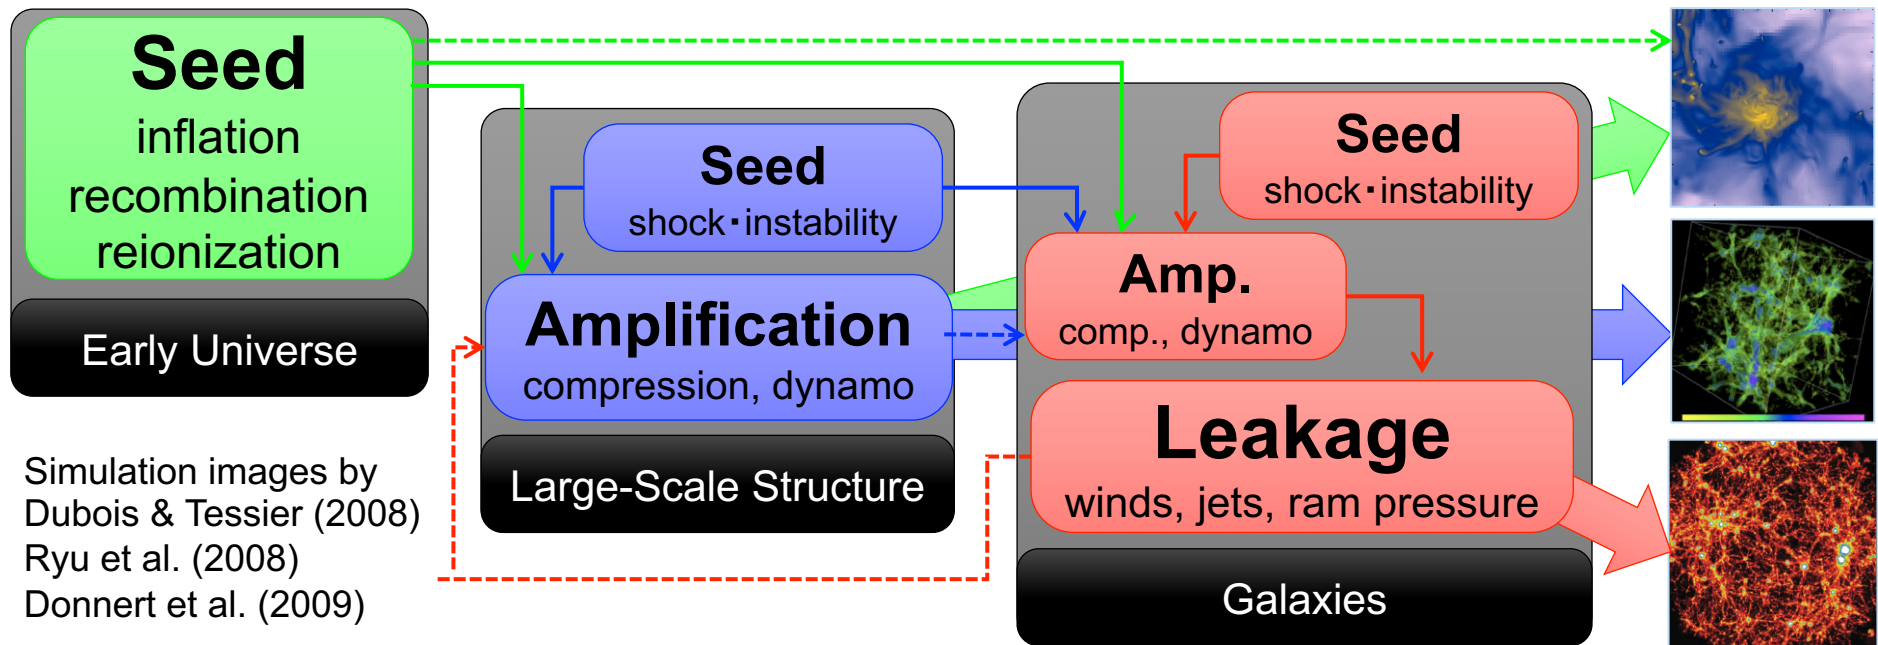 Seed
inflation
recombination
reionization
Early Universe
Seed
shock･instability
Amplification
compression, dynamo
Large-Scale Structure
Seed
shock･instability
Amp.
comp., dynamo
Leakage
winds, jets, ram pressure
Galaxies
Simulation images by
Dubois & Tessier (2008)
Ryu et al. (2008)
Donnert et al. (2009)